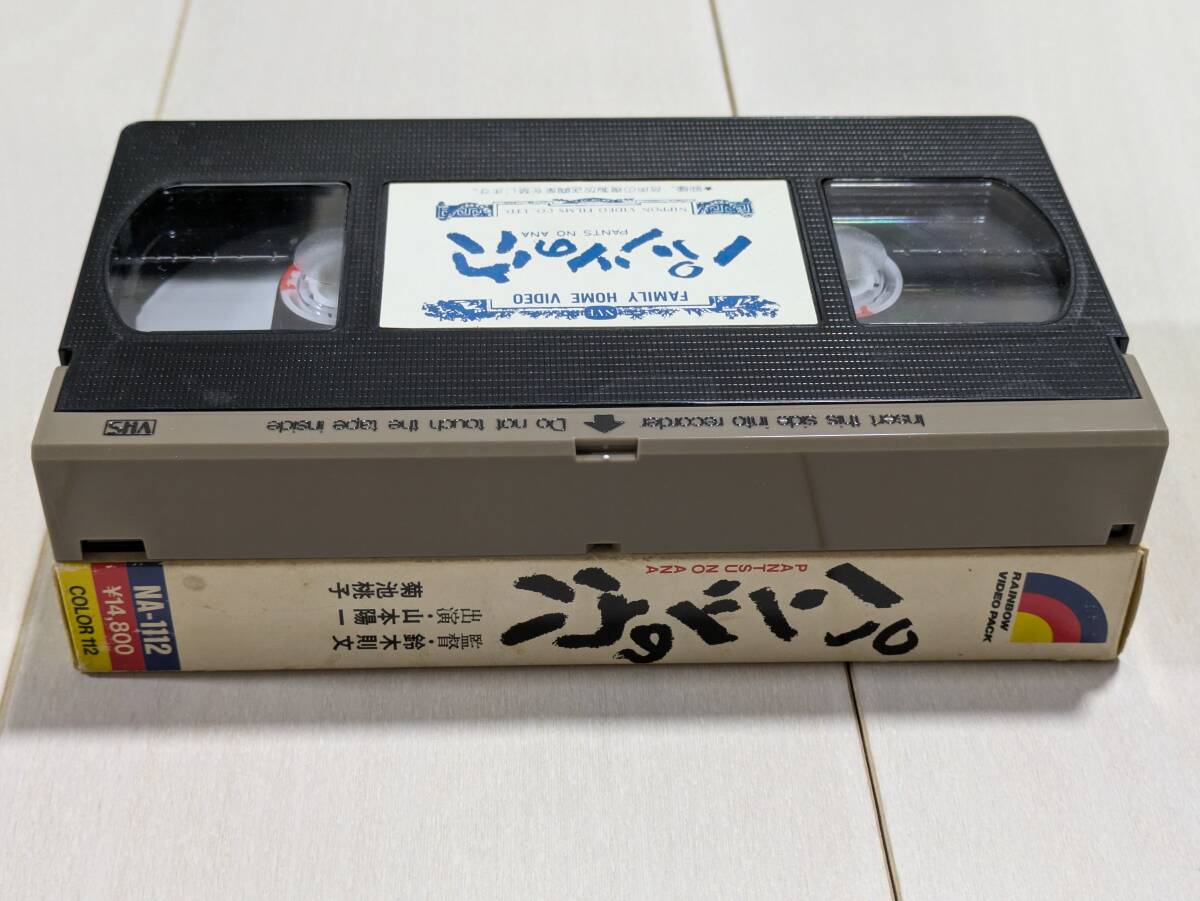 FAMILY HOME VIDEO
パンツの穴
PANTS NO ANA
NIPPON VIDEO FILMS CO., LTD.
Insert this side into recorder
Do not touch the tape inside
VHS
RAINBOW
VIDEO PACK
パンツの穴
PANTSU NO ANA
監督・鈴木則文
出演・山本陽一
菊池桃子
NA-1112
¥14,800
COLOR 112